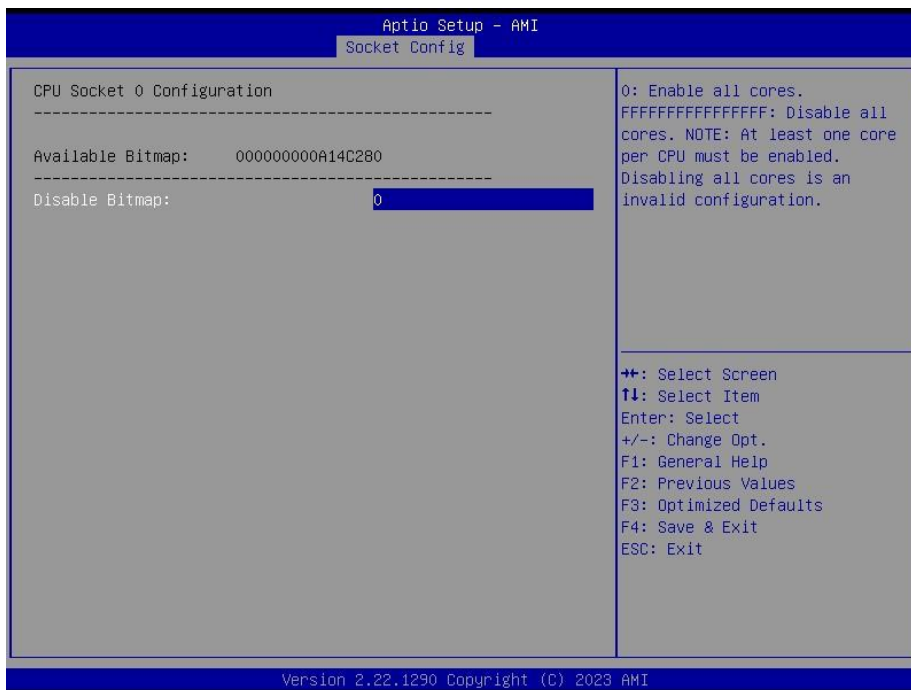 Aptio Setup - AMI
Socket Config
CPU Socket 0 Configuration
--------------------------------------------------
Available Bitmap: 000000000A14C280
--------------------------------------------------
Disable Bitmap: 0
0: Enable all cores.
FFFFFFFFFFFFFFFF: Disable all
cores. NOTE: At least one core
per CPU must be enabled.
Disabling all cores is an
invalid configuration.
→←: Select Screen
↑↓: Select Item
Enter: Select
+/-: Change Opt.
F1: General Help
F2: Previous Values
F3: Optimized Defaults
F4: Save & Exit
ESC: Exit
Version 2.22.1290 Copyright (C) 2023 AMI